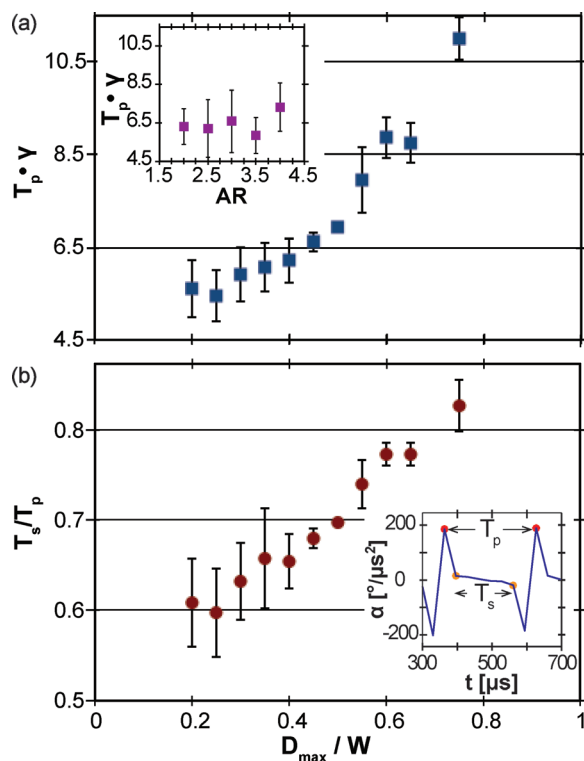 (a)
10.5
8.5
6.5
4.5
Tₚ • γ
10.5
8.5
6.5
4.5
Tₚ • γ
1.5 2.5 3.5 4.5
AR
(b)
0.8
0.7
0.6
0.5
Tₛ/Tₚ
200
0
-200
α [°/µs²]
Tₚ
Tₛ
300 500 700
t [µs]
0 0.2 0.4 0.6 0.8 1
Dₘₐₓ / W